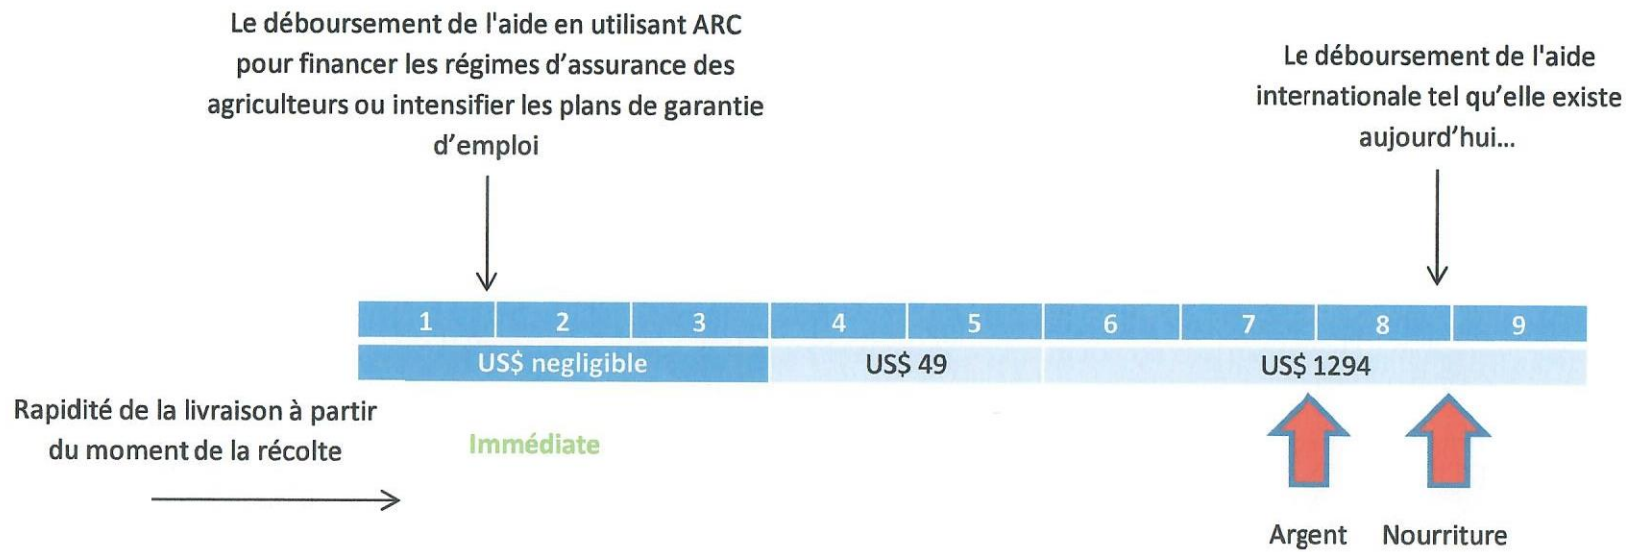 Le déboursement de l'aide en utilisant ARC
pour financer les régimes d'assurance des
agriculteurs ou intensifier les plans de garantie
d'emploi
Le déboursement de l'aide
internationale tel qu'elle existe
aujourd'hui...
1 2 3 4 5 6 7 8 9
US$ negligible US$ 49 US$ 1294
Rapidité de la livraison à partir
du moment de la récolte
Immédiate
Argent Nourriture